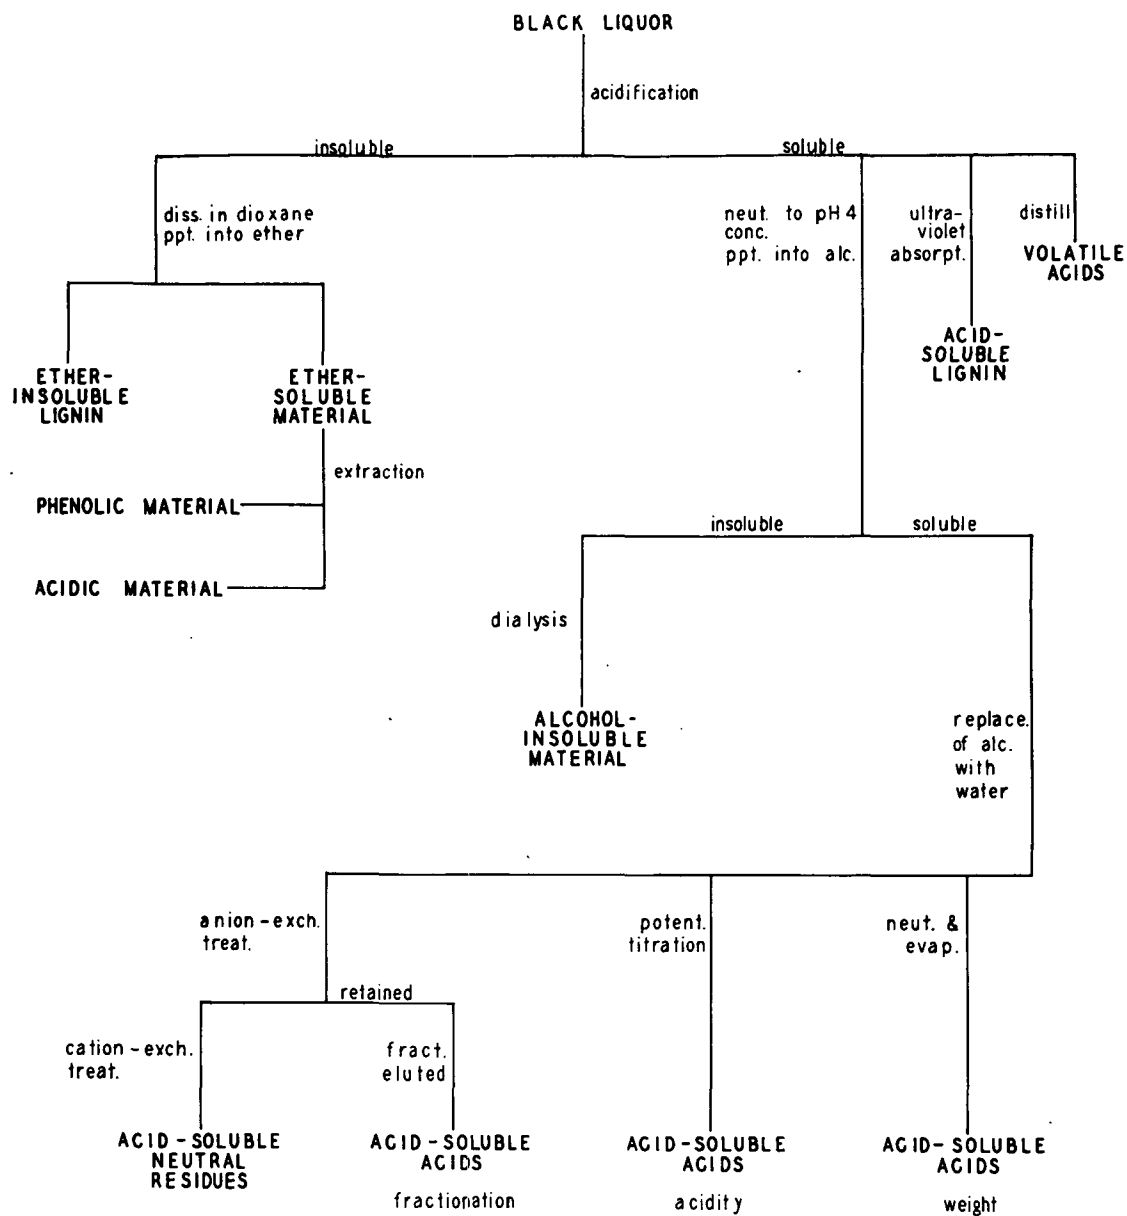 BLACK LIQUOR
acidification
insoluble
soluble
diss. in dioxane
ppt. into ether
neut. to pH 4
conc.
ppt. into alc.
ultra-
violet
absorpt.
distill
VOLATILE
ACIDS
ACID-
SOLUBLE
LIGNIN
ETHER-
INSOLUBLE
LIGNIN
ETHER-
SOLUBLE
MATERIAL
extraction
PHENOLIC MATERIAL
ACIDIC MATERIAL
insoluble
soluble
dialysis
ALCOHOL-
INSOLUBLE
MATERIAL
replace.
of alc.
with
water
anion-exch.
treat.
potent.
titration
neut. &
evap.
retained
cation-exch.
treat.
fract.
eluted
ACID-SOLUBLE
NEUTRAL
RESIDUES
ACID-SOLUBLE
ACIDS
fractionation
ACID-SOLUBLE
ACIDS
acidity
ACID-SOLUBLE
ACIDS
weight